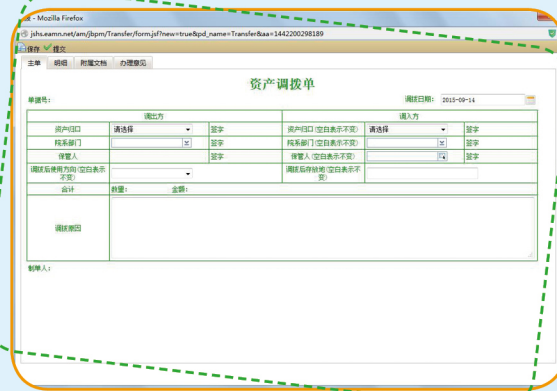 - Mozilla Firefox
jshs.eamn.net/am/jbpm/Transfer/form.jsf?new=true&pd_name=Transfer&aa=1442200298189
保存 提交
主单 明细 附属文档 办理意见
资产调拨单
单据号： 调拨日期： 2015-09-14
调出方 调入方
资产归口 请选择 签字 资产归口(空白表示不变) 请选择 签字
院系部门 签字 院系部门(空白表示不变) 签字
保管人 签字 保管人(空白表示不变) 签字
调拨后使用方向(空白表示不变) 调拨后存放地(空白表示不变)
合计 数量： 金额：
调拨原因
制单人：